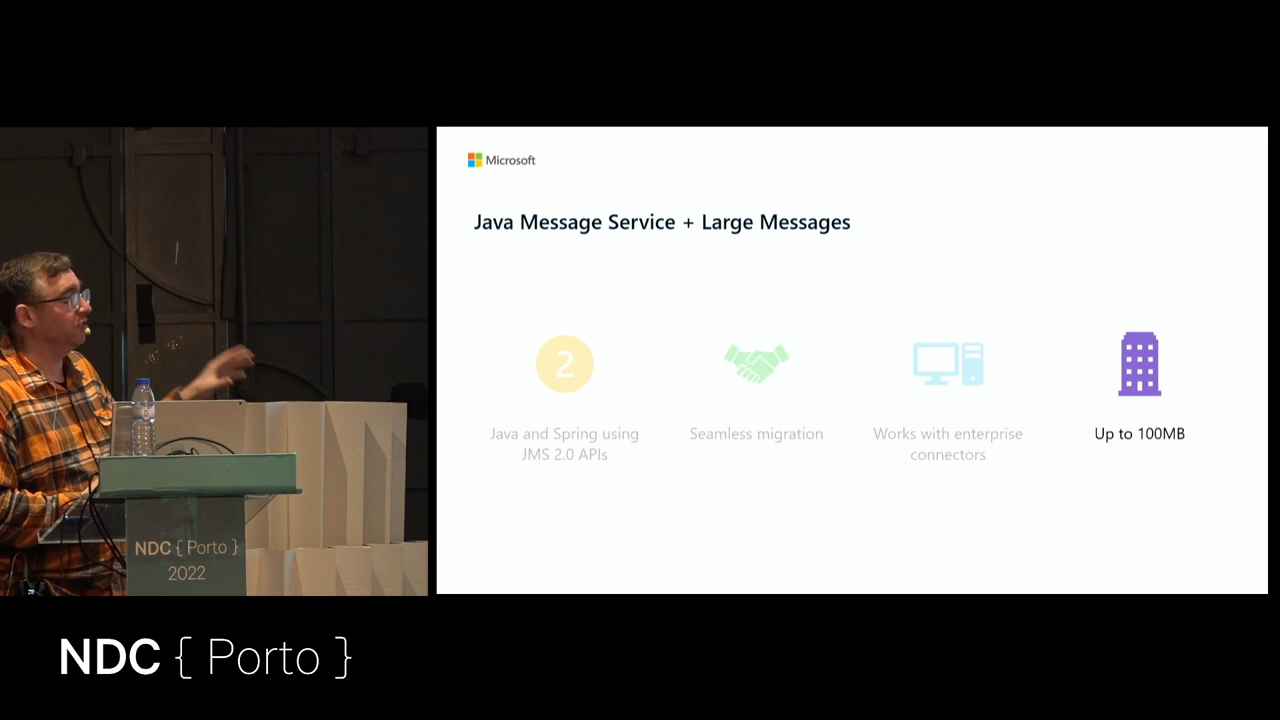 Microsoft
Java Message Service + Large Messages
2
Java and Spring using
JMS 2.0 APIs
Seamless migration
Works with enterprise
connectors
Up to 100MB
NDC { Porto }
2022
NDC { Porto }